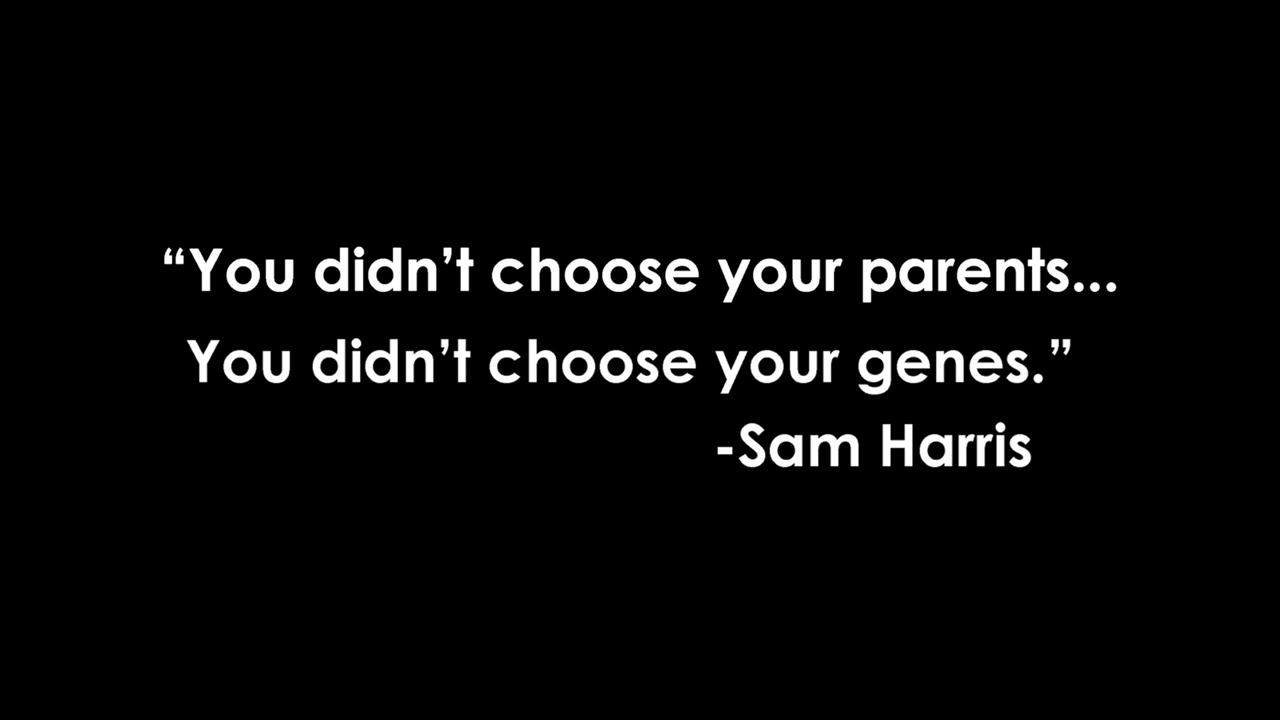 “You didn’t choose your parents...
You didn’t choose your genes.”
-Sam Harris